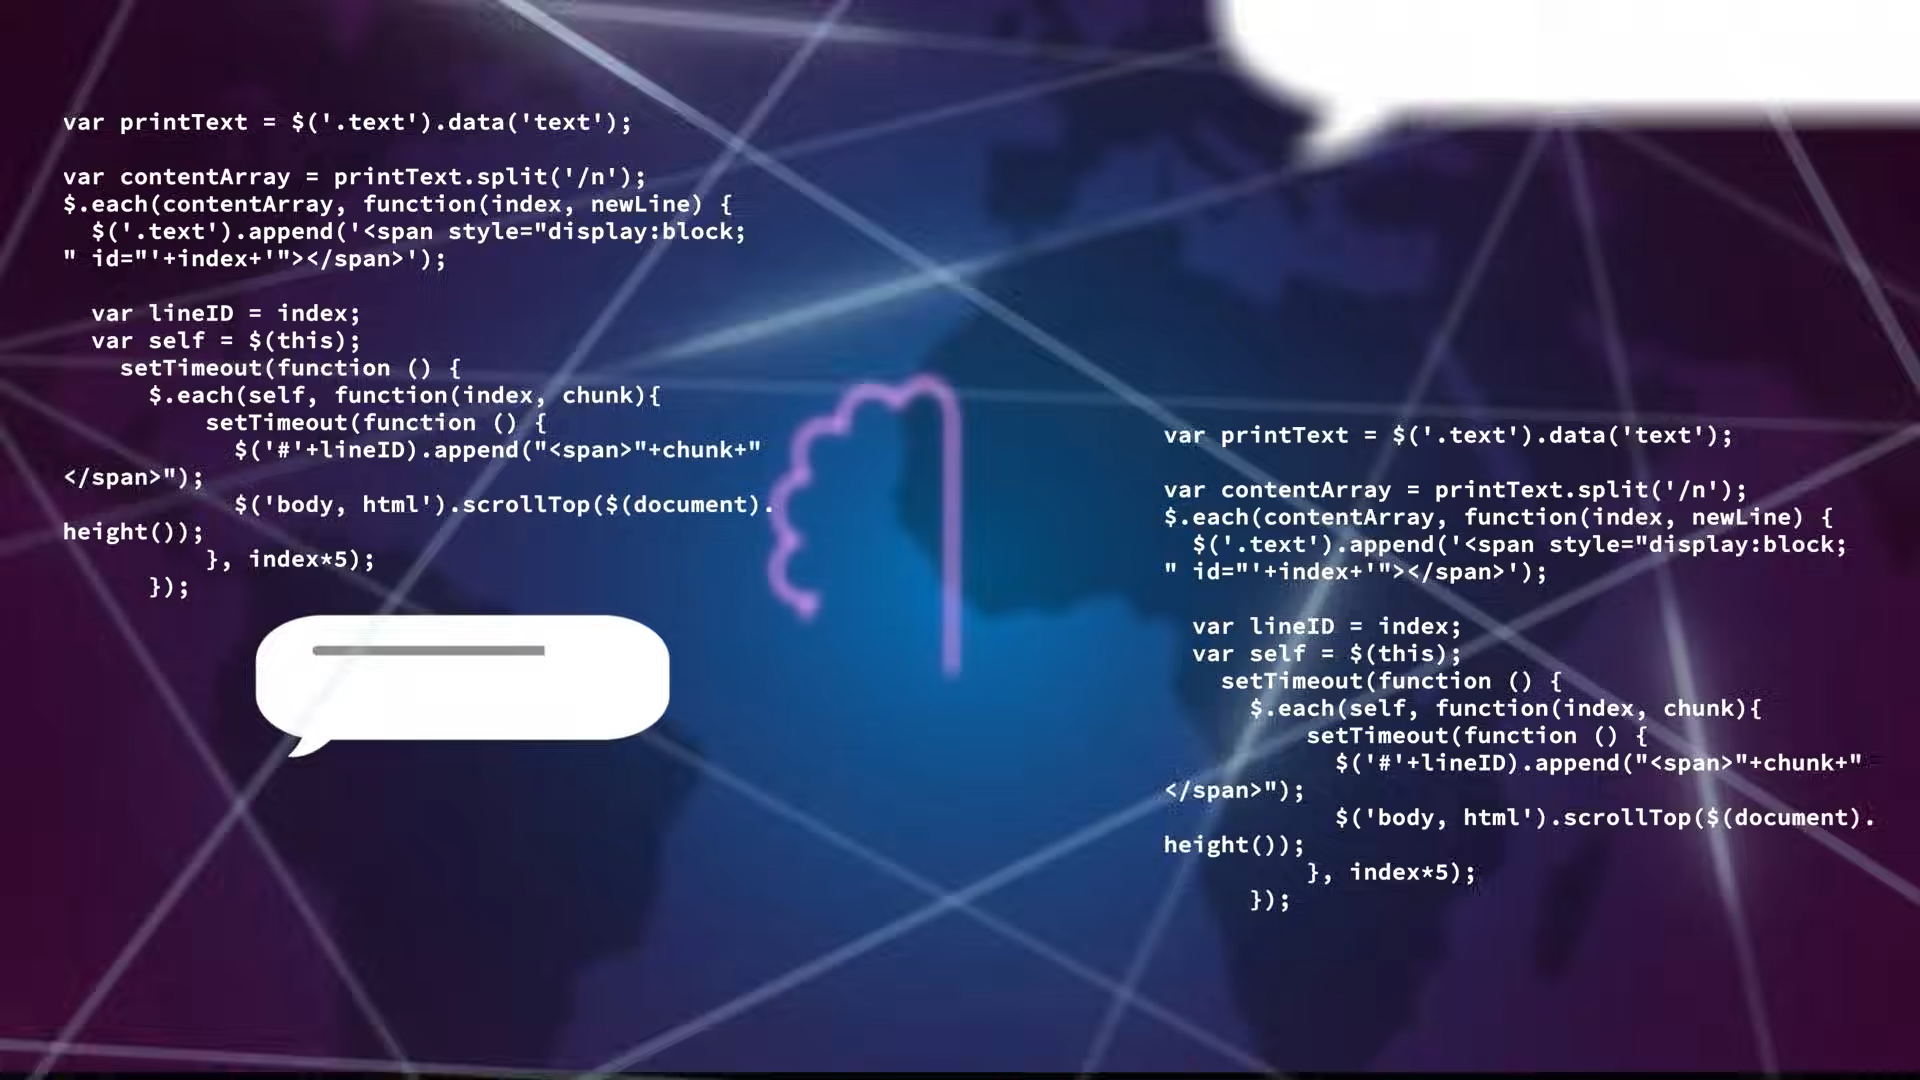 var printText = $('.text').data('text');
var contentArray = printText.split('/n');
$.each(contentArray, function(index, newLine) {
  $('.text').append('<span style="display:block;
" id="'+index+'"></span>');
  var lineID = index;
  var self = $(this);
    setTimeout(function () {
      $.each(self, function(index, chunk){
          setTimeout(function () {
            $('#'+lineID).append("<span>"+chunk+"
</span>");
            $('body, html').scrollTop($(document).
height());
          }, index*5);
      });
var printText = $('.text').data('text');
var contentArray = printText.split('/n');
$.each(contentArray, function(index, newLine) {
  $('.text').append('<span style="display:block;
" id="'+index+'"></span>');
  var lineID = index;
  var self = $(this);
    setTimeout(function () {
      $.each(self, function(index, chunk){
          setTimeout(function () {
            $('#'+lineID).append("<span>"+chunk+"
</span>");
            $('body, html').scrollTop($(document).
height());
          }, index*5);
      });